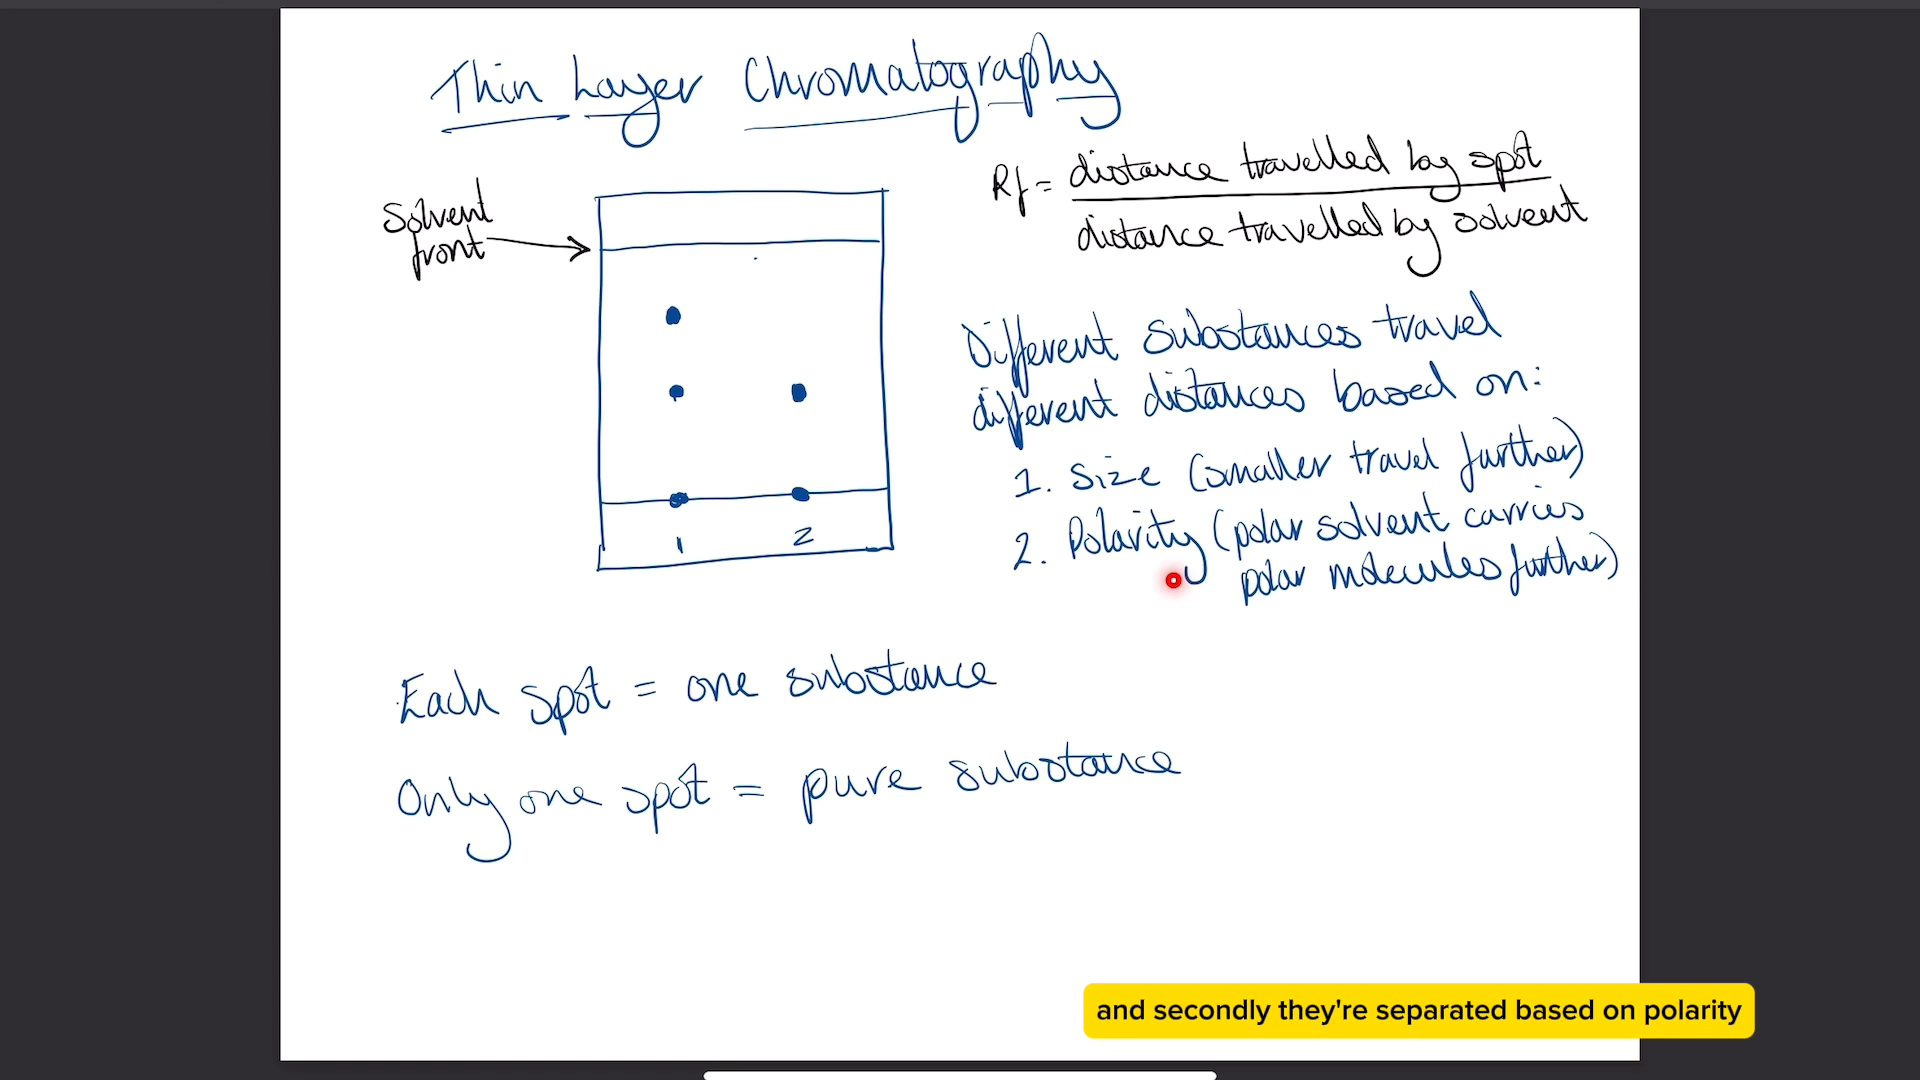 Thin Layer Chromatography
Solvent
front
Rf = distance travelled by spot
distance travelled by solvent
Different substances travel
different distances based on:
1. Size (smaller travel further)
2. Polarity (polar solvent carries
polar molecules further)
1 2
Each spot = one substance
Only one spot = pure substance
and secondly they're separated based on polarity